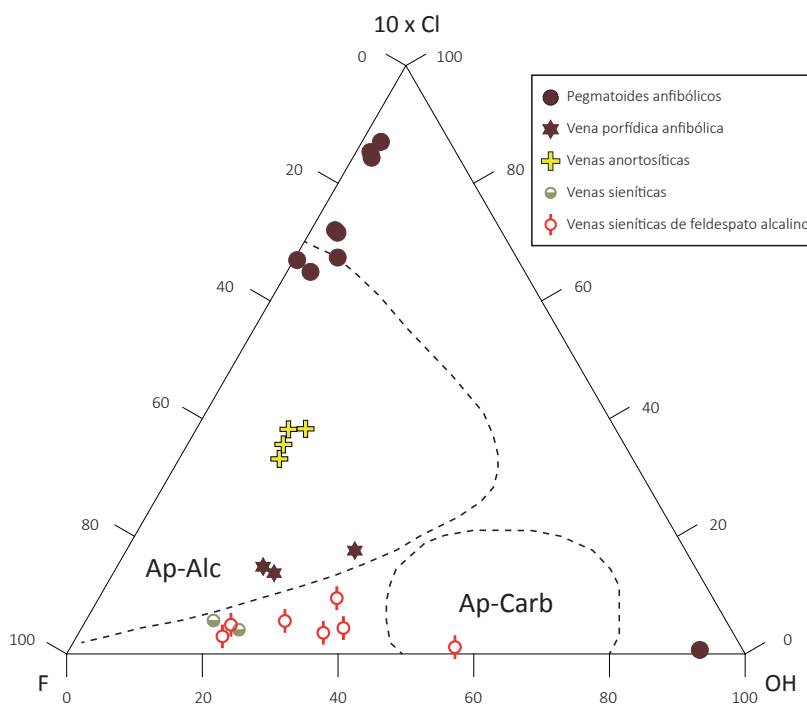 10 x Cl
0
100
Pegmatoides anfibólicos
Vena porfídica anfibólica
Venas anortosíticas
Venas sieníticas
Venas sieníticas de feldespato alcalino
20
80
40
60
60
40
80
20
Ap-Alc
Ap-Carb
100
0
F
OH
0
20
40
60
80
100